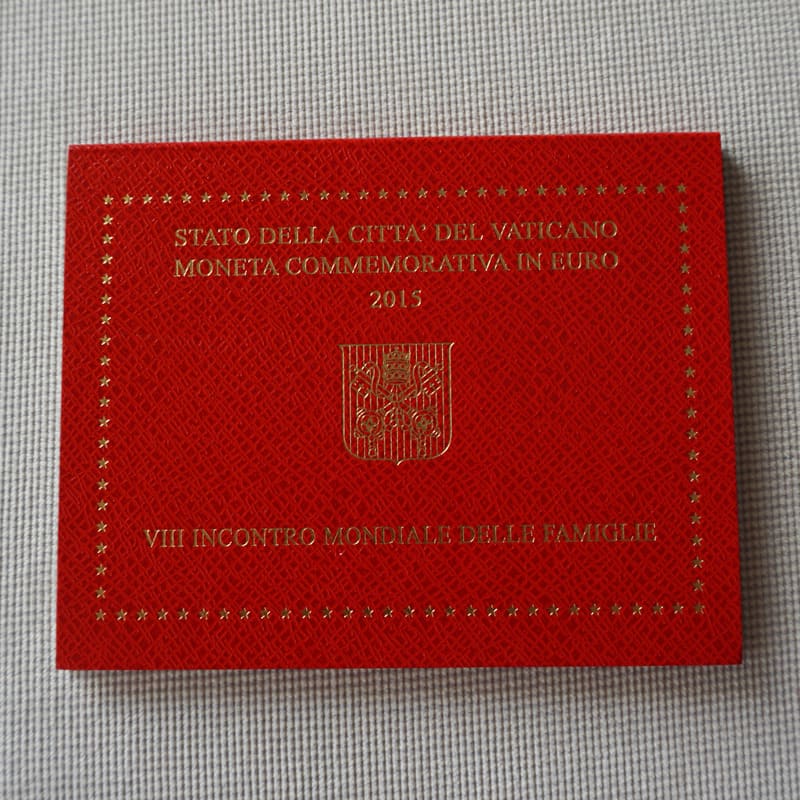 STATO DELLA CITTA' DEL VATICANO
MONETA COMMEMORATIVA IN EURO
2015
VIII INCONTRO MONDIALE DELLE FAMIGLIE